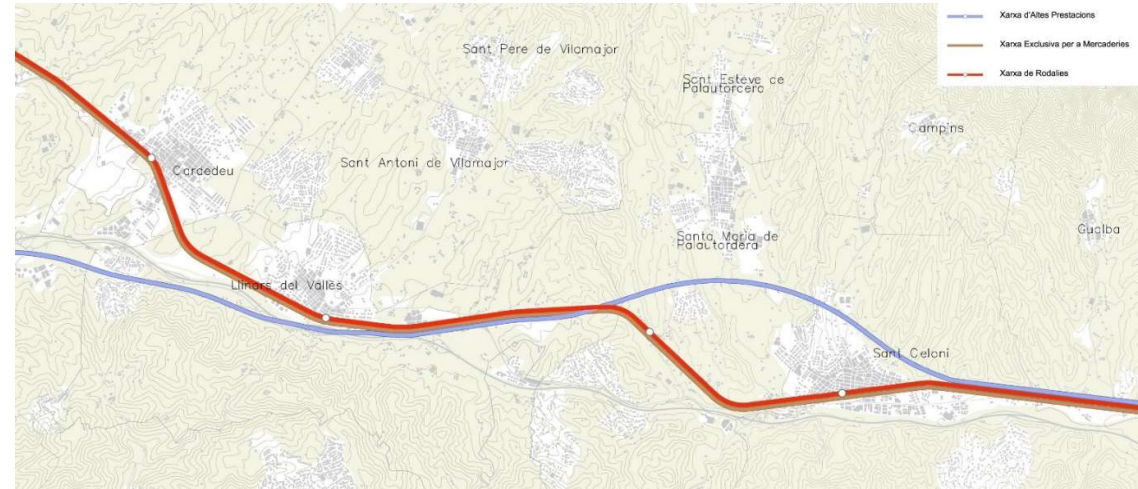 Xarxa d'Altes Prestacions
Xarxa Exclusiva per a Mercaderies
Xarxa de Rodalies
Sant Pere de Vilamajor
Sant Esteve de
Palautorcera
Campins
Cardedeu
Sant Antoni de Vilamajor
Santa Maria de
Palautordera
Gualba
Llinars del Vallès
Sant Celoni